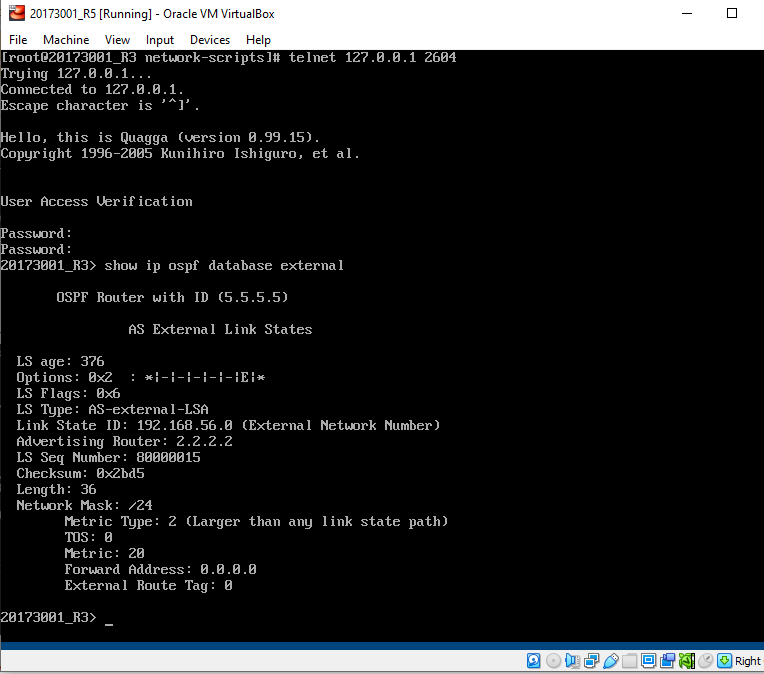 20173001_R5 [Running] - Oracle VM VirtualBox
File Machine View Input Devices Help
[root@20173001_R3 network-scripts]# telnet 127.0.0.1 2604
Trying 127.0.0.1...
Connected to 127.0.0.1.
Escape character is '^]'.
Hello, this is Quagga (version 0.99.15).
Copyright 1996-2005 Kunihiro Ishiguro, et al.
User Access Verification
Password:
Password:
20173001_R3> show ip ospf database external
OSPF Router with ID (5.5.5.5)
AS External Link States
LS age: 376
Options: 0x2  : *|-|-|-|-|-|E|*
LS Flags: 0x6
LS Type: AS-external-LSA
Link State ID: 192.168.56.0 (External Network Number)
Advertising Router: 2.2.2.2
LS Seq Number: 80000015
Checksum: 0x2bd5
Length: 36
Network Mask: /24
Metric Type: 2 (Larger than any link state path)
TOS: 0
Metric: 20
Forward Address: 0.0.0.0
External Route Tag: 0
20173001_R3> _
Right